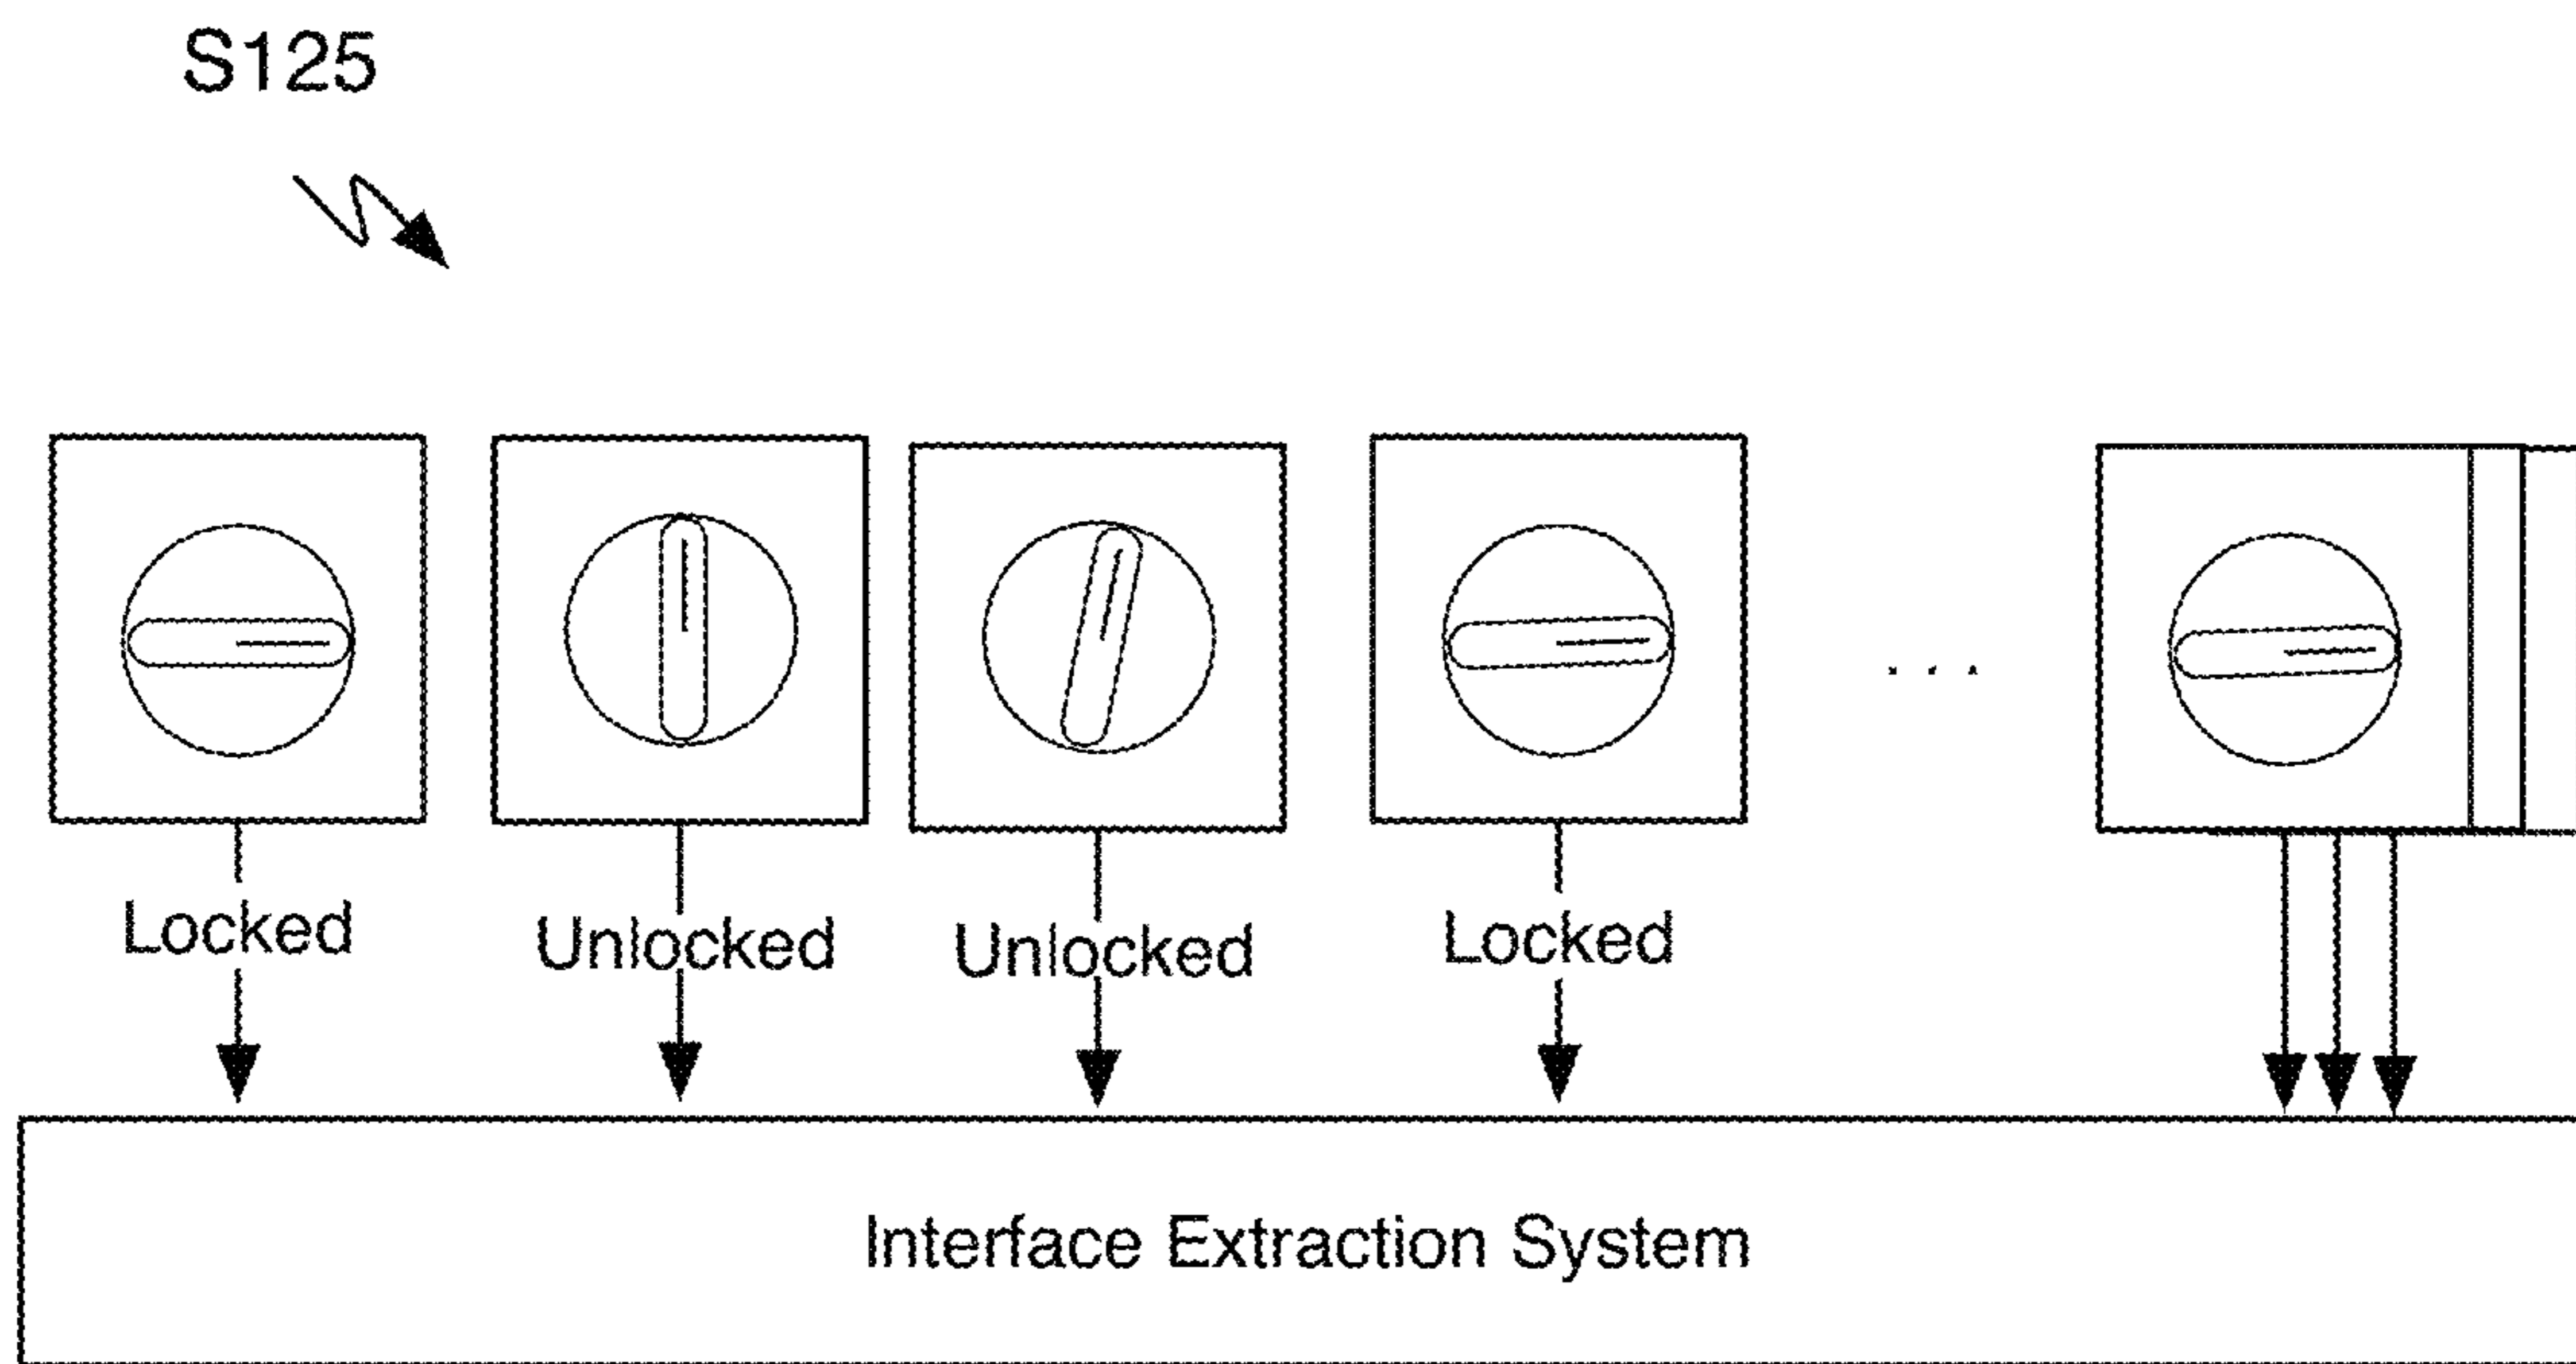 S125
Locked
Unlocked
Unlocked
Locked
. . .
Interface Extraction System